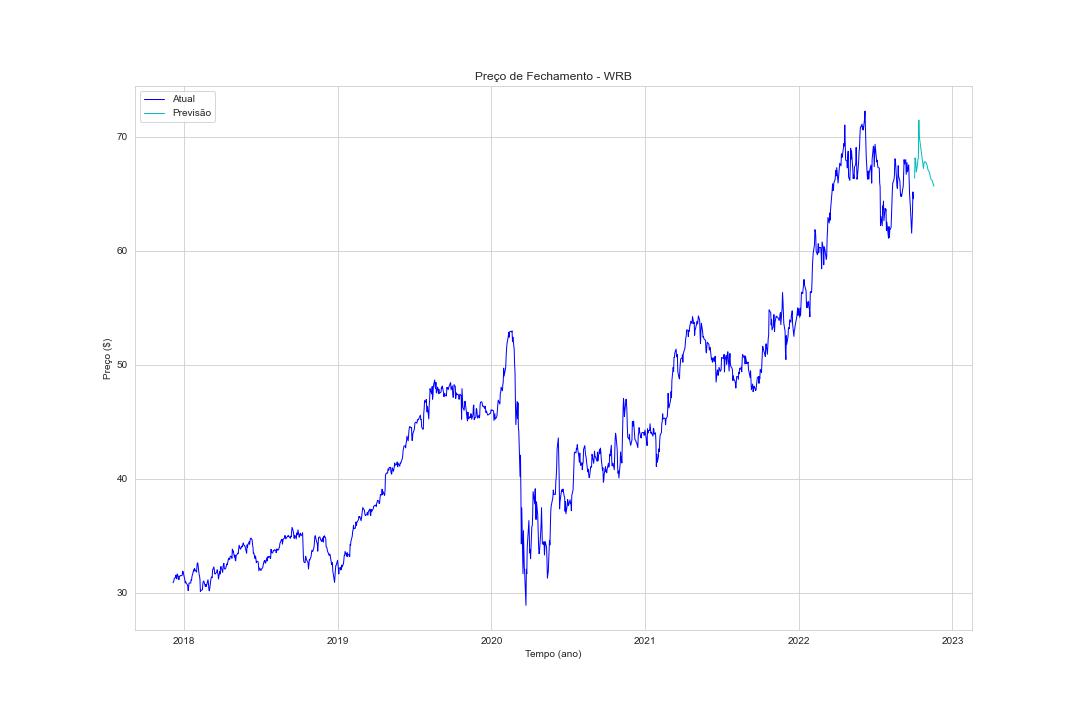 Preço de Fechamento - WRB
Atual
Previsão
70
60
50
40
30
Preço ($)
2018 2019 2020 2021 2022 2023
Tempo (ano)